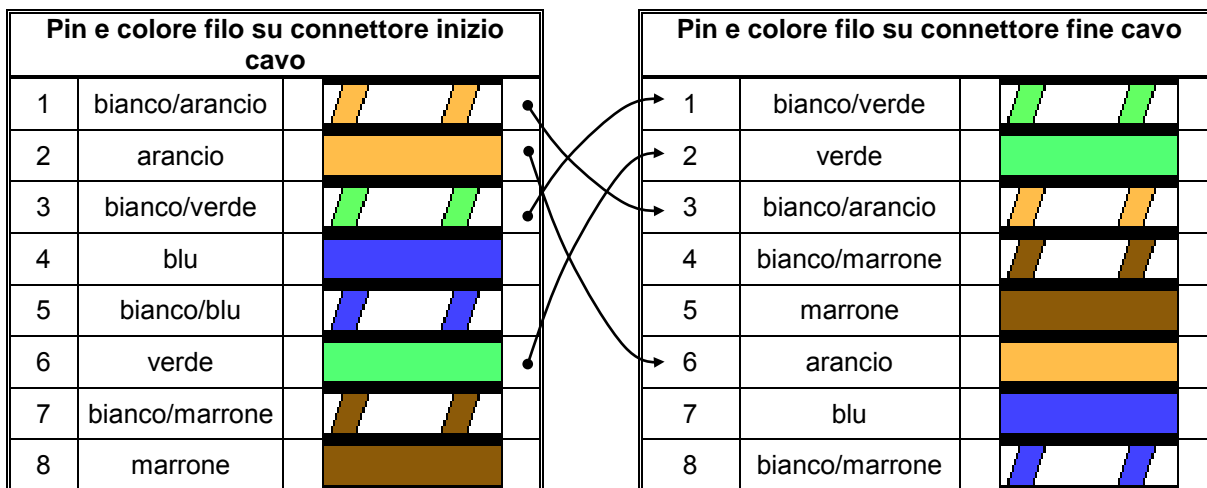 Pin e colore filo su connettore inizio
cavo
1 bianco/arancio
2 arancio
3 bianco/verde
4 blu
5 bianco/blu
6 verde
7 bianco/marrone
8 marrone
Pin e colore filo su connettore fine cavo
1 bianco/verde
2 verde
3 bianco/arancio
4 bianco/marrone
5 marrone
6 arancio
7 blu
8 bianco/marrone